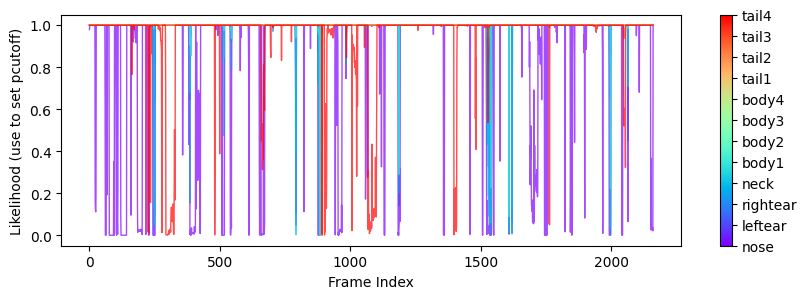 Likelihood (use to set pcutoff)
1.0
0.8
0.6
0.4
0.2
0.0
0
500
1000
1500
2000
Frame Index
tail4
tail3
tail2
tail1
body4
body3
body2
body1
neck
rightear
leftear
nose